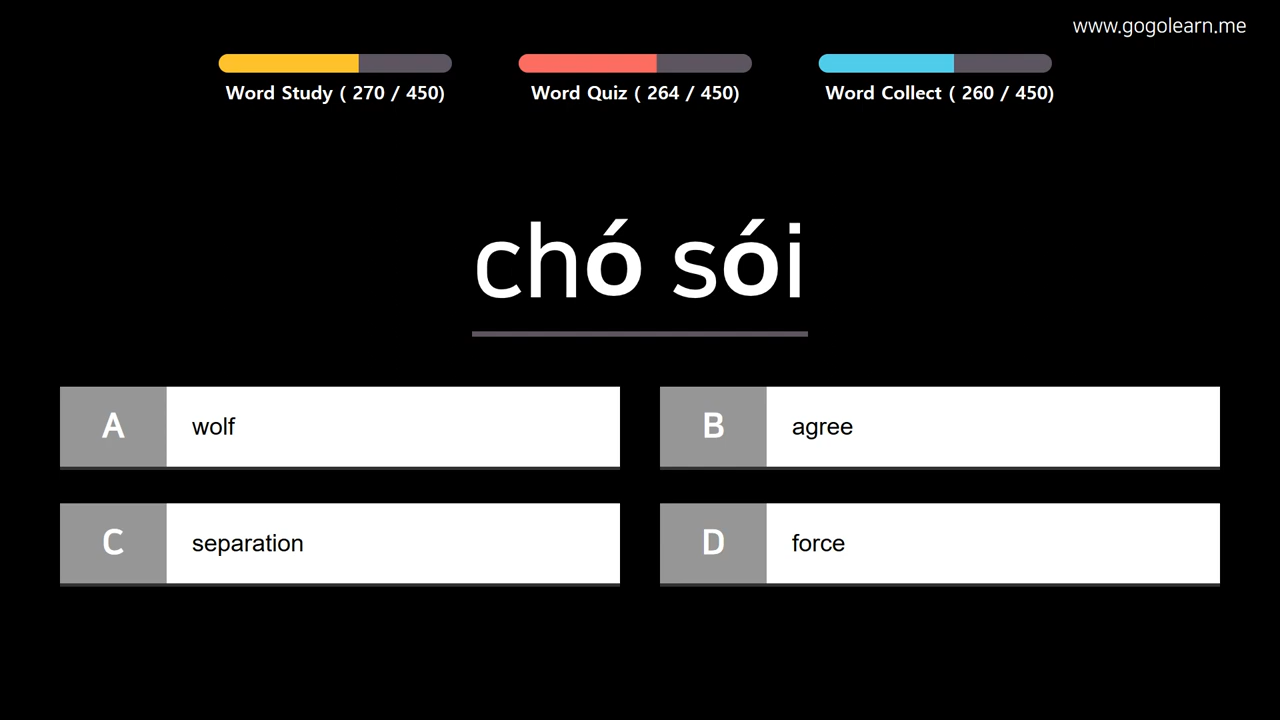 www.gogolearn.me
Word Study ( 270 / 450)
Word Quiz ( 264 / 450)
Word Collect ( 260 / 450)
chó sói
A wolf
B agree
C separation
D force